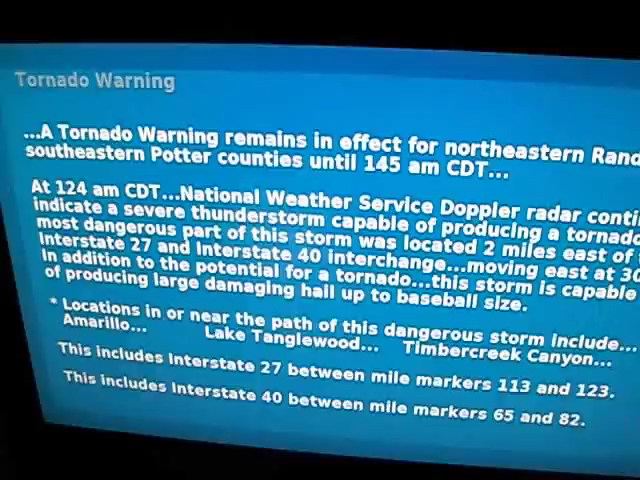 Tornado Warning
...A Tornado Warning remains in effect for northeastern
southeastern Potter counties until 145 am CDT...
At 124 am CDT...National Weather Service Doppler radar
indicate a severe thunderstorm capable of producing a
most dangerous part of this storm was located 2 miles east of
Interstate 27 and Interstate 40 interchange...moving east at
In addition to the potential for a tornado...this storm is capable
of producing large damaging hail up to baseball size.
* Locations in or near the path of this dangerous storm include...
Amarillo... Lake Tanglewood... Timbercreek Canyon...
This includes Interstate 27 between mile markers 113 and 123.
This includes Interstate 40 between mile markers 65 and 82.